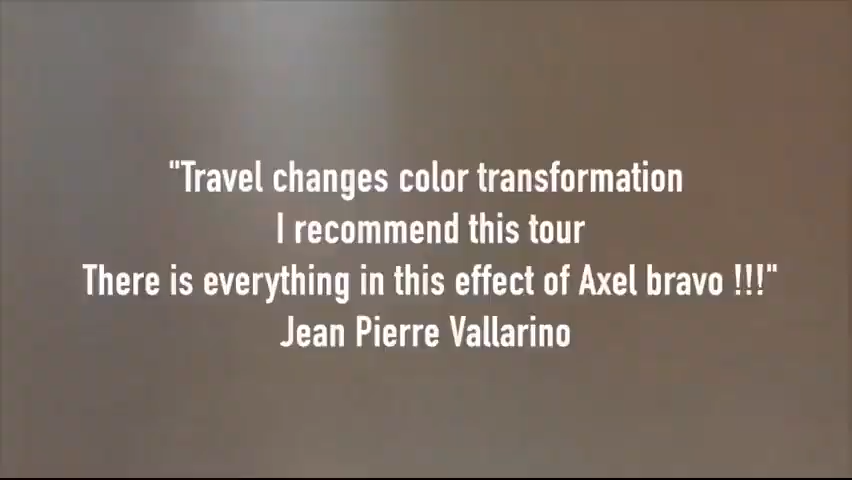 "Travel changes color transformation
I recommend this tour
There is everything in this effect of Axel bravo !!!"
Jean Pierre Vallarino